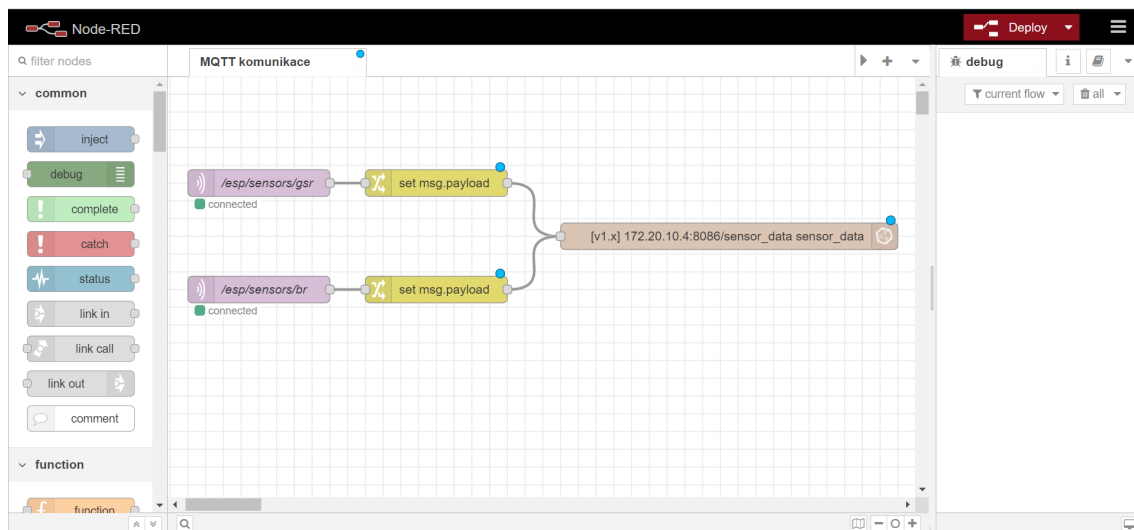 Node-RED
Deploy
filter nodes
MQTT komunikace
debug
i
common
current flow
all
inject
debug
/esp/sensors/gsr
set msg.payload
connected
complete
catch
[v1.x] 172.20.10.4:8086/sensor_data sensor_data
status
/esp/sensors/br
set msg.payload
connected
link in
link call
link out
comment
function
function